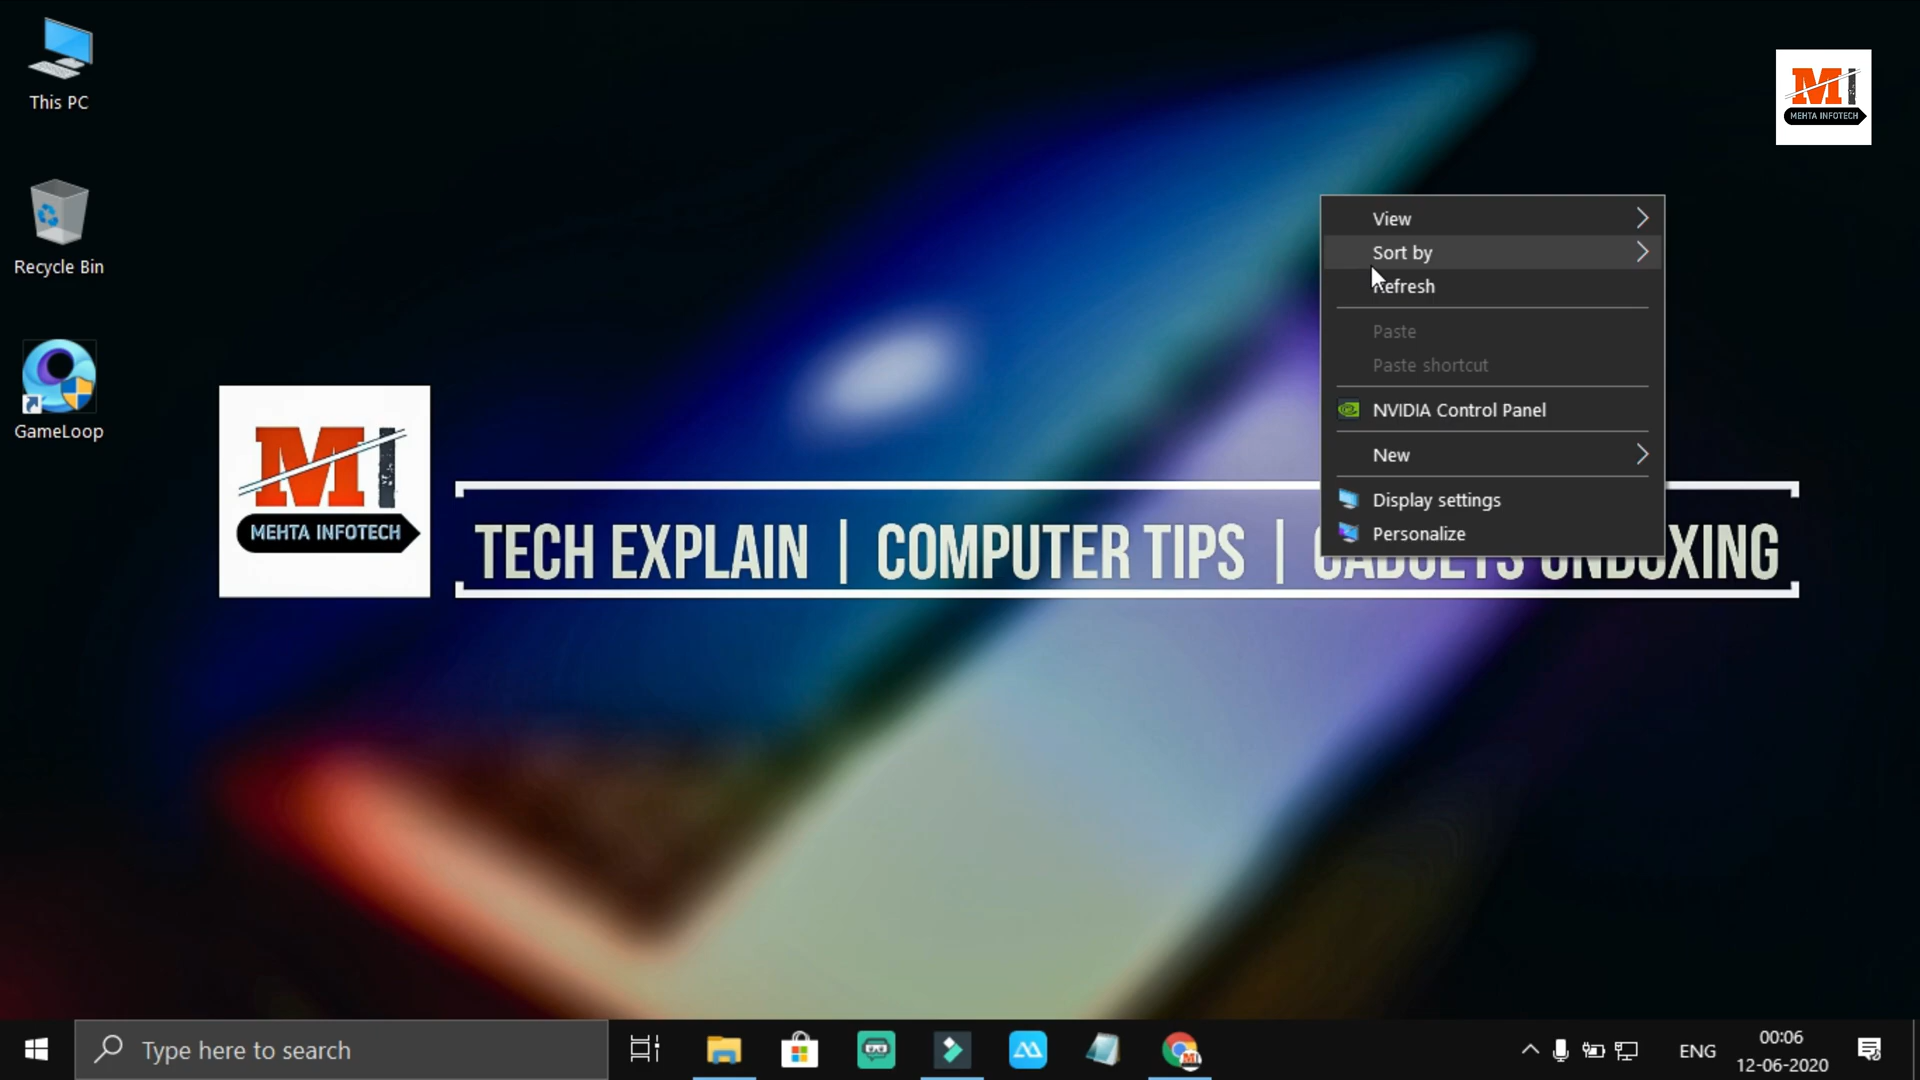 This PC
Recycle Bin
GameLoop
MI
MEHTA INFOTECH
MI
MEHTA INFOTECH
TECH EXPLAIN | COMPUTER TIPS | GADGETS UNBOXING
View
Sort by
Refresh
Paste
Paste shortcut
NVIDIA Control Panel
New
Display settings
Personalize
Type here to search
ENG
00:06
12-06-2020